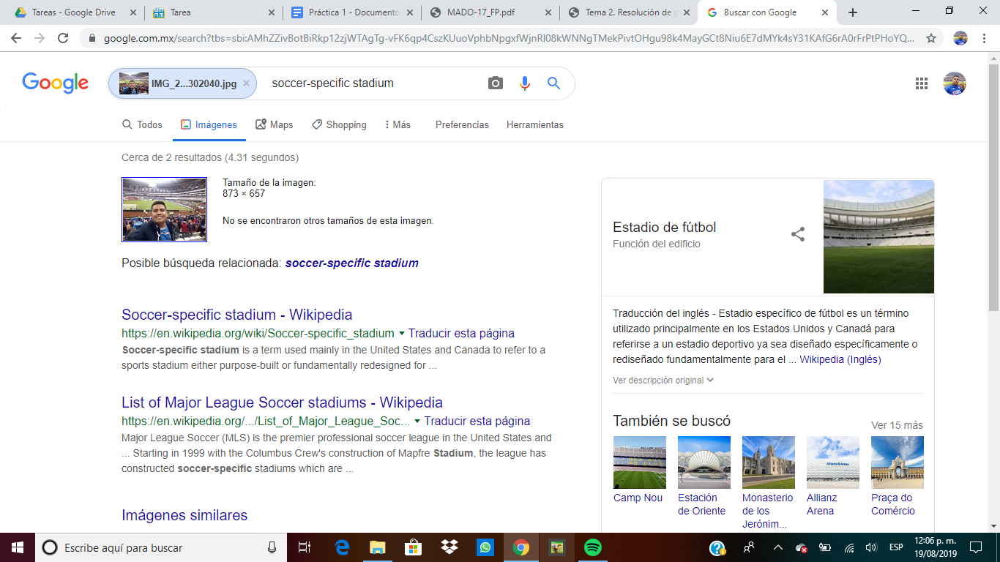 Tareas - Google Drive
Tarea
Práctica 1 - Documento
MADO-17_FP.pdf
Tema 2. Resolución de p
Buscar con Google
google.com.mx/search?tbs=sbi:AMhZZivBotBiRkp12zjWTAgTg-vFK6qp4CszKUuoVphbNpgxfWjnRl08kWNNgTMekPivtOHgu98k4MayGCt8Niu6E7dMYk4sY31KAfG6rA0rFrPtPHoYQ...
Google
IMG_2...302040.jpg
soccer-specific stadium
Todos
Imágenes
Maps
Shopping
Más
Preferencias
Herramientas
Cerca de 2 resultados (4.31 segundos)
Tamaño de la imagen:
873 × 657
No se encontraron otros tamaños de esta imagen.
Posible búsqueda relacionada: soccer-specific stadium
Soccer-specific stadium - Wikipedia
https://en.wikipedia.org/wiki/Soccer-specific_stadium Traducir esta página
Soccer-specific stadium is a term used mainly in the United States and Canada to refer to a
sports stadium either purpose-built or fundamentally redesigned for ...
List of Major League Soccer stadiums - Wikipedia
https://en.wikipedia.org/.../List_of_Major_League_Soc... Traducir esta página
Major League Soccer (MLS) is the premier professional soccer league in the United States and
... Starting in 1999 with the Columbus Crew's construction of Mapfre Stadium, the league has
constructed soccer-specific stadiums which are ...
Imágenes similares
Estadio de fútbol
Función del edificio
Traducción del inglés - Estadio específico de fútbol es un término
utilizado principalmente en los Estados Unidos y Canadá para
referirse a un estadio deportivo ya sea diseñado específicamente o
rediseñado fundamentalmente para el ... Wikipedia (Inglés)
Ver descripción original
También se buscó
Ver 15 más
Camp Nou
Estación
de Oriente
Monasterio
de los
Jerónim...
Allianz
Arena
Praça do
Comércio
Escribe aquí para buscar
ESP
12:06 p. m.
19/08/2019